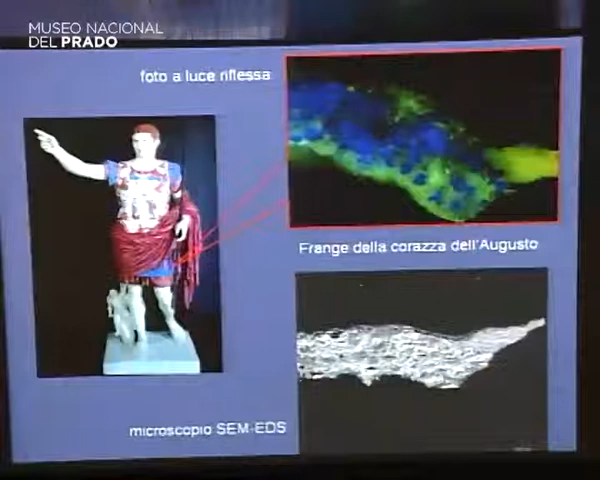 MUSEO NACIONAL
DEL PRADO
foto a luce riflessa
Frange della corazza dell'Augusto
microscopio SEM-EDS